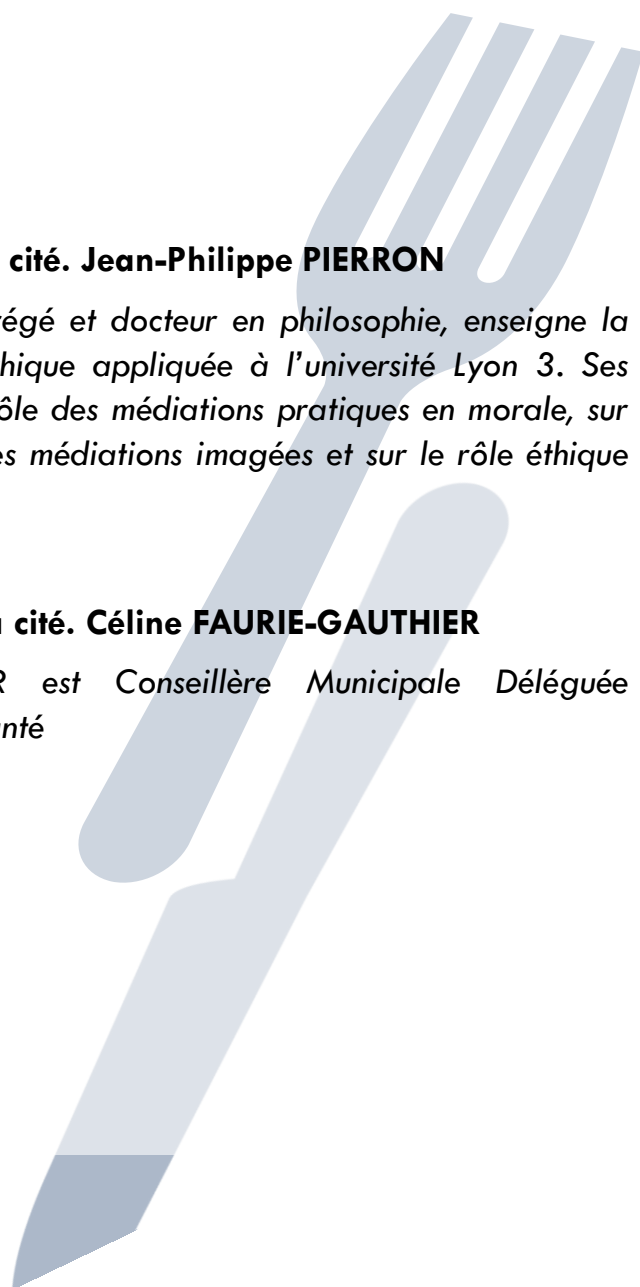 cité. Jean-Philippe PIERRON
égé et docteur en philosophie, enseigne la
hique appliquée à l’université Lyon 3. Ses
ôle des médiations pratiques en morale, sur
es médiations imagées et sur le rôle éthique
cité. Céline FAURIE-GAUTHIER
R est Conseillère Municipale Déléguée
nté